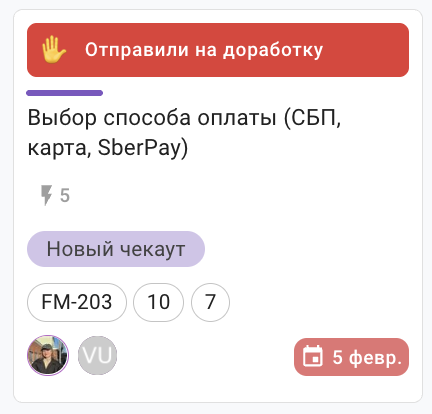 Отправили на доработку
Выбор способа оплаты (СБП,
карта, SberPay)
5
Новый чекаут
FM-203 10 7
VU 5 февр.